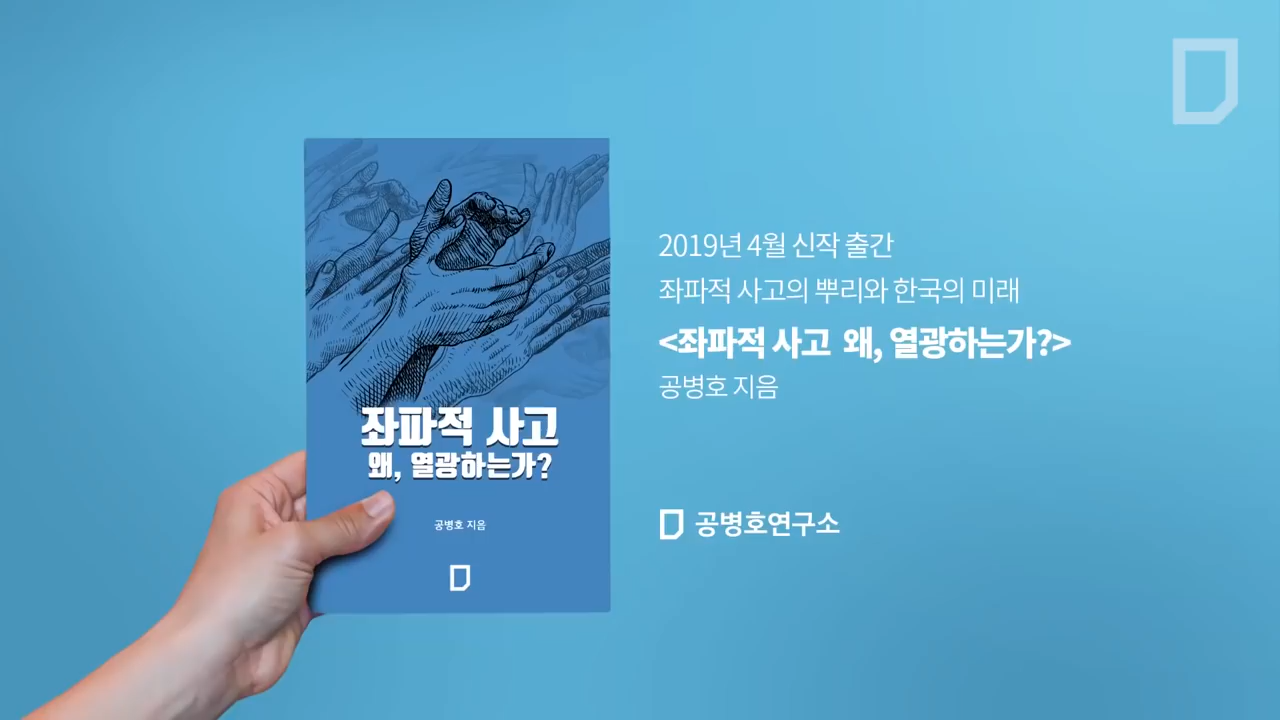 좌파적 사고
왜, 열광하는가?
공병호 지음
2019년 4월 신작 출간
좌파적 사고의 뿌리와 한국의 미래
<좌파적 사고 왜, 열광하는가?>
공병호 지음
공병호연구소